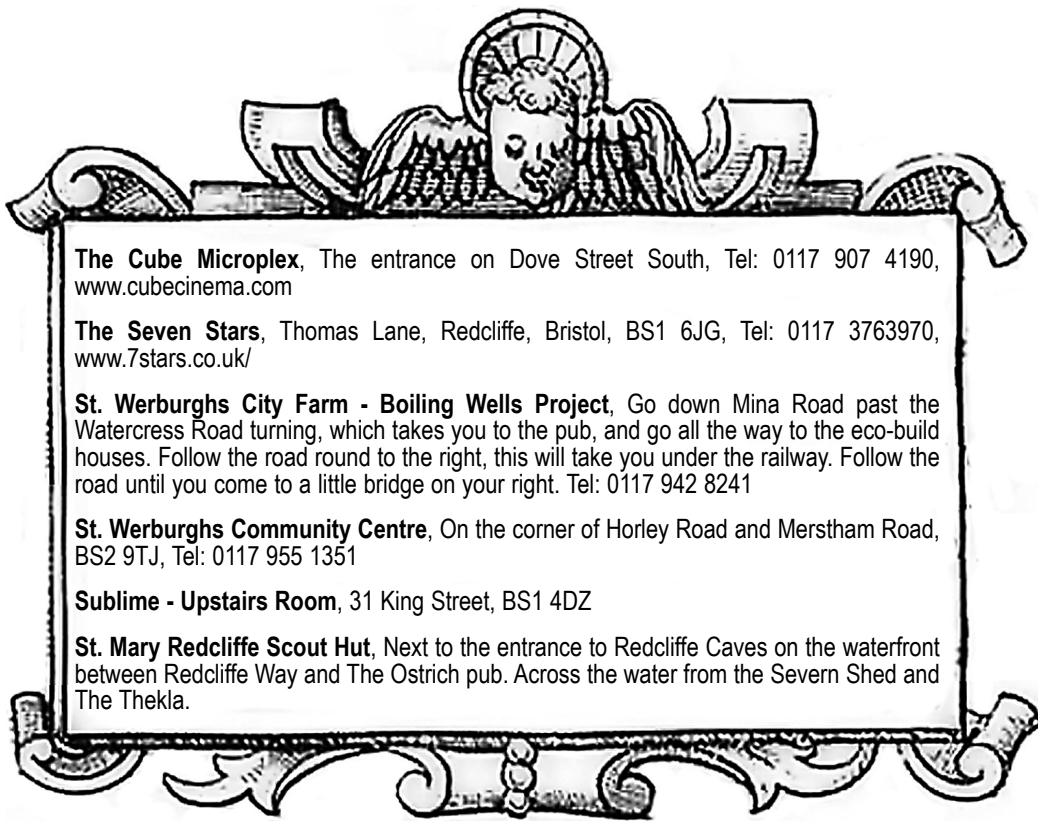 The Cube Microplex, The entrance on Dove Street South, Tel: 0117 907 4190,
www.cubecinema.com
The Seven Stars, Thomas Lane, Redcliffe, Bristol, BS1 6JG, Tel: 0117 3763970,
www.7stars.co.uk/
St. Werburghs City Farm - Boiling Wells Project, Go down Mina Road past the
Watercress Road turning, which takes you to the pub, and go all the way to the eco-build
houses. Follow the road round to the right, this will take you under the railway. Follow the
road until you come to a little bridge on your right. Tel: 0117 942 8241
St. Werburghs Community Centre, On the corner of Horley Road and Merstham Road,
BS2 9TJ, Tel: 0117 955 1351
Sublime - Upstairs Room, 31 King Street, BS1 4DZ
St. Mary Redcliffe Scout Hut, Next to the entrance to Redcliffe Caves on the waterfront
between Redcliffe Way and The Ostrich pub. Across the water from the Severn Shed and
The Thekla.